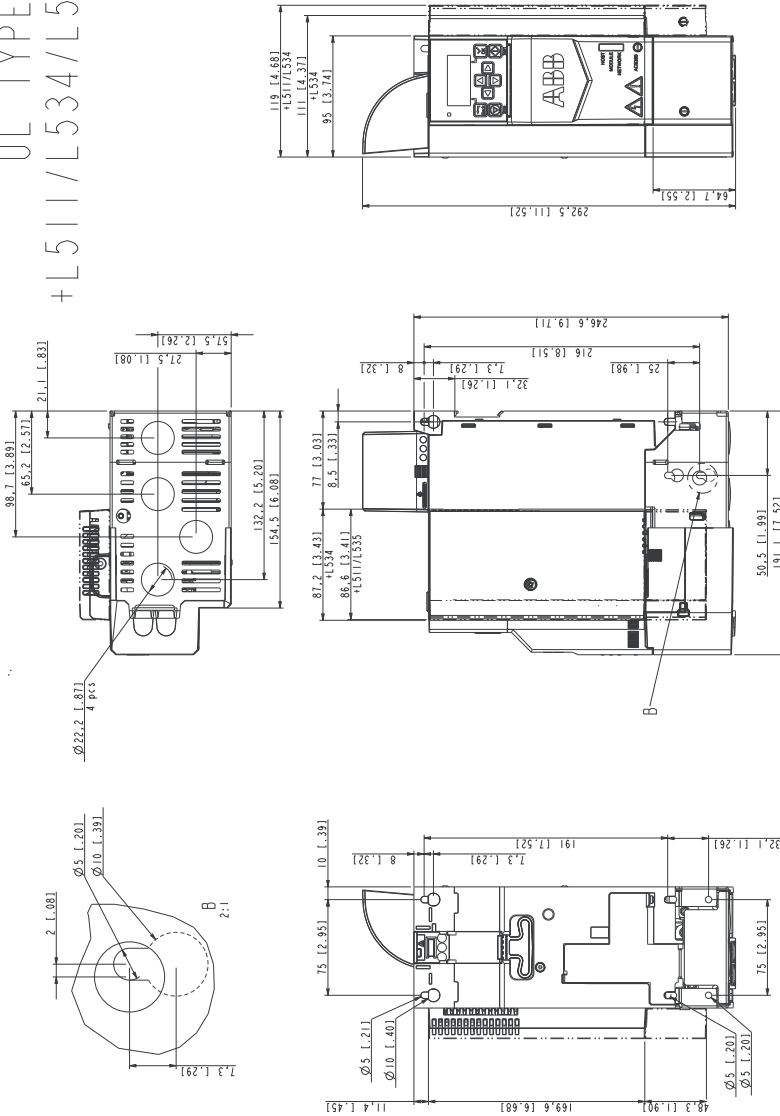 UL TYPE
+L511/L534/L5
119 [4.68]
+L511/L534
111 [4.37]
+L534
95 [3.74]
ABB
HOST
MODULE
NETWORK
ACS380
64,7 [2.55]
292,5 [11.52]
57,5 [2.26]
27,5 [1.08]
21,1 [.83]
65,2 [2.57]
98,7 [3.89]
132,2 [5.20]
154,5 [6.08]
Ø22,2 [.87]
4 pcs
246,6 [9.71]
216 [8.51]
8 [.32]
7,3 [.29]
32,1 [1.26]
25 [.98]
77 [3.03]
8,5 [.33]
87,2 [3.43]
+L534
86,6 [3.41]
+L511/L535
50,5 [1.99]
191,1 [7.52]
B
Ø5 [.20]
Ø10 [.39]
2 [.08]
B
2:1
7,3 [.29]
10 [.39]
8 [.32]
7,3 [.29]
191 [7.52]
32,1 [1.26]
75 [2.95]
75 [2.95]
Ø5 [.21]
Ø10 [.40]
Ø5 [.20]
Ø5 [.20]
11,4 [.45]
169,6 [6.68]
48,3 [1.90]